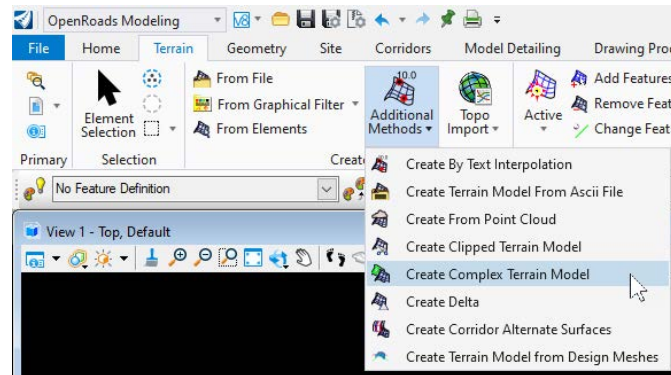 OpenRoads Modeling
File Home Terrain Geometry Site Corridors Model Detailing Drawing Pro
From File
From Graphical Filter
From Elements
Element
Selection
10.0
Additional
Methods
Topo
Import
Active
Add Features
Remove Feat
Change Feat
Primary Selection Creat
No Feature Definition
Create By Text Interpolation
Create Terrain Model From Ascii File
Create From Point Cloud
Create Clipped Terrain Model
Create Complex Terrain Model
Create Delta
Create Corridor Alternate Surfaces
Create Terrain Model from Design Meshes
View 1 - Top, Default